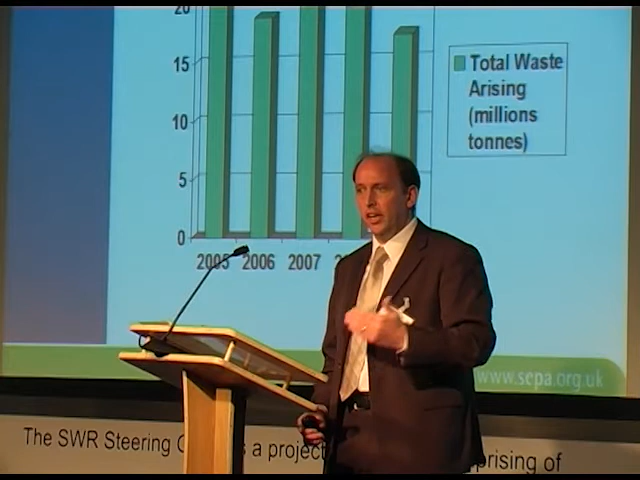 20
15
10
5
0
2005 2006 2007
Total Waste
Arising
(millions
tonnes)
www.sepa.org.uk
The SWR Steering a project prising of